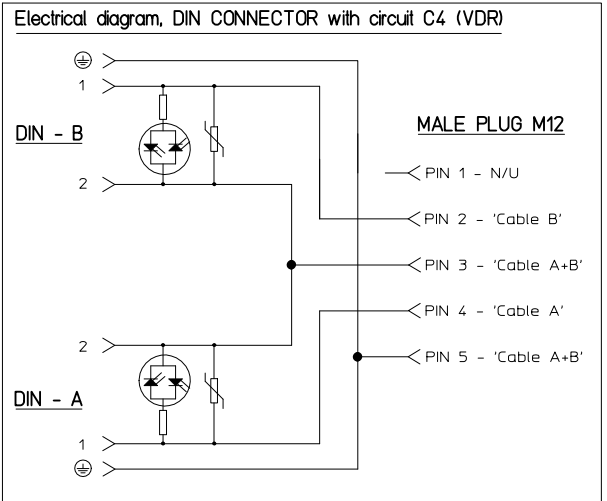 Electrical diagram, DIN CONNECTOR with circuit C4 (VDR)
1
DIN - B
2
MALE PLUG M12
PIN 1 - N/U
PIN 2 - 'Cable B'
PIN 3 - 'Cable A+B'
PIN 4 - 'Cable A'
PIN 5 - 'Cable A+B'
2
DIN - A
1